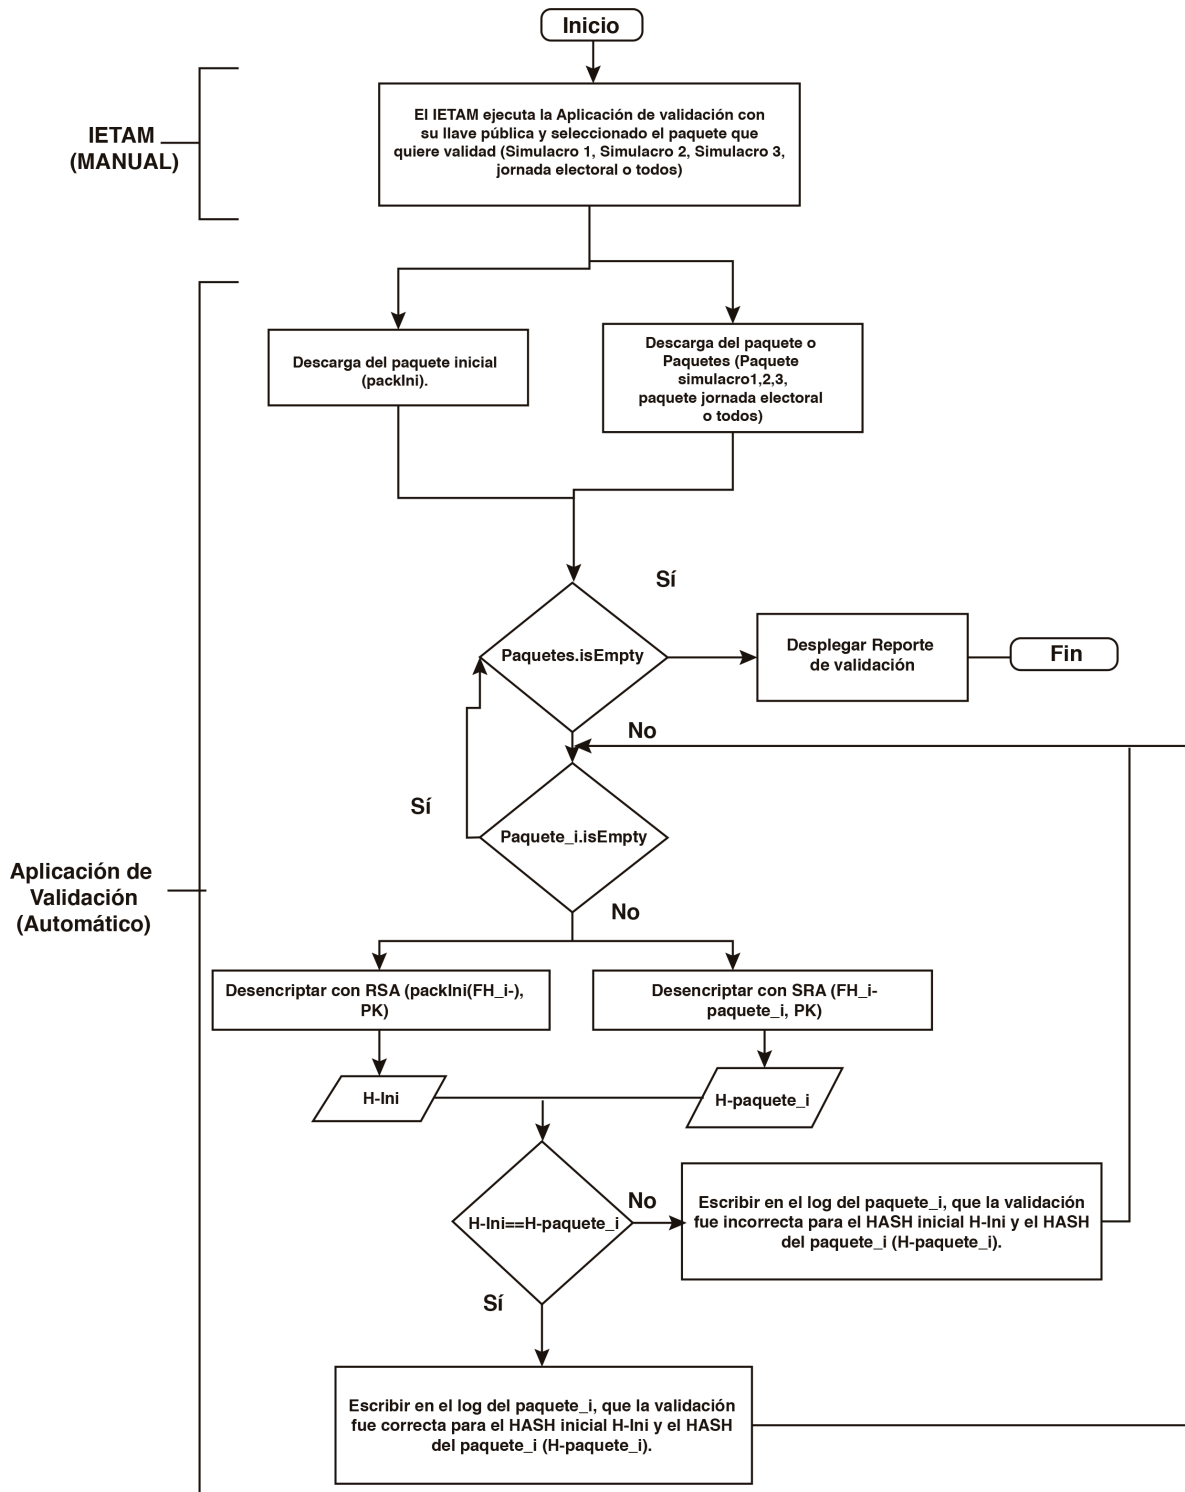 Inicio
IETAM
(MANUAL)
El IETAM ejecuta la Aplicación de validación con
su llave pública y seleccionado el paquete que
quiere validad (Simulacro 1, Simulacro 2, Simulacro 3,
jornada electoral o todos)
Descarga del paquete inicial
(packIni).
Descarga del paquete o
Paquetes (Paquete
simulacro1,2,3,
paquete jornada electoral
o todos)
Sí
Paquetes.isEmpty
Desplegar Reporte
de validación
Fin
No
Sí
Paquete_i.isEmpty
Aplicación de
Validación
(Automático)
No
Desencriptar con RSA (packIni(FH_i-),
PK)
Desencriptar con SRA (FH_i-
paquete_i, PK)
H-Ini
H-paquete_i
H-Ini==H-paquete_i
No
Escribir en el log del paquete_i, que la validación
fue incorrecta para el HASH inicial H-Ini y el HASH
del paquete_i (H-paquete_i).
Sí
Escribir en el log del paquete_i, que la validación
fue correcta para el HASH inicial H-Ini y el HASH
del paquete_i (H-paquete_i).